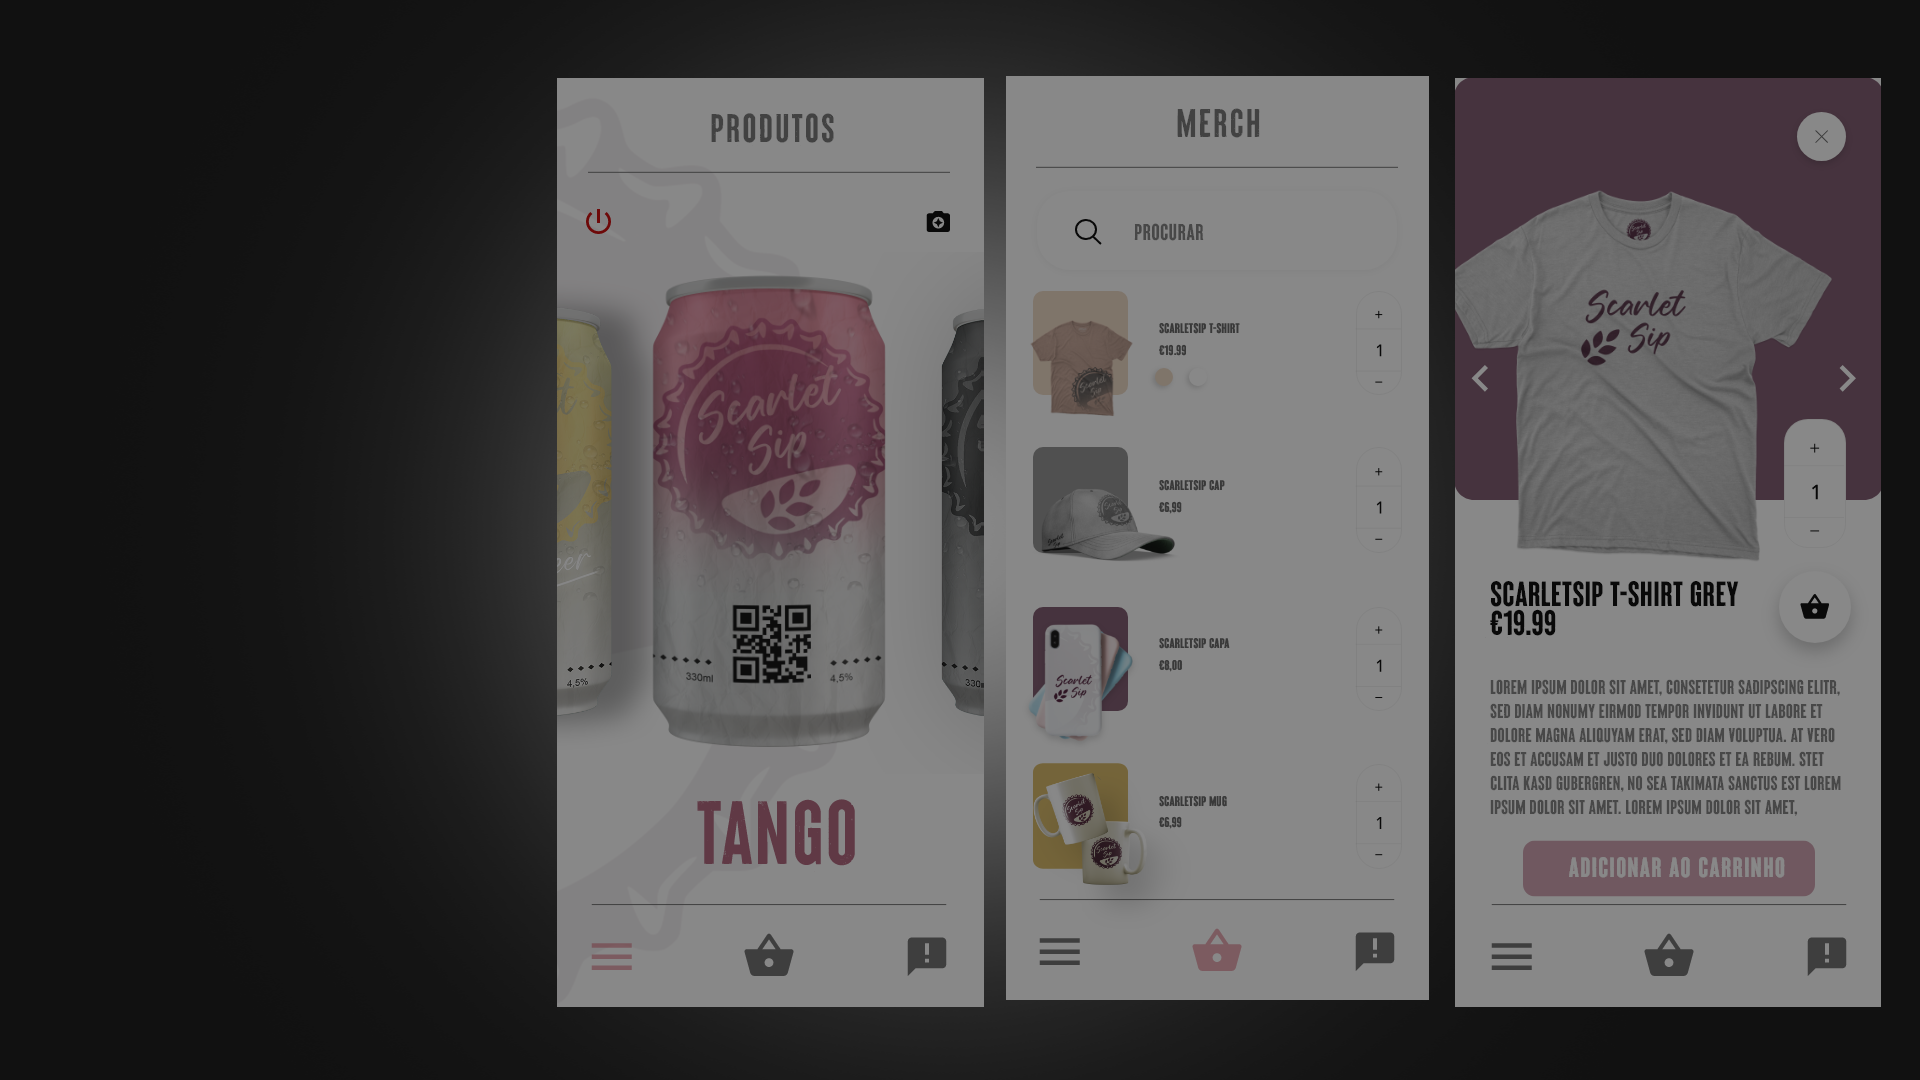 PRODUTOS
Scarlet
Sip
330ml
4,5%
4,5%
TANGO
MERCH
PROCURAR
SCARLETSIP T-SHIRT
€19.99
+
1
−
SCARLETSIP CAP
€6,99
+
1
−
SCARLETSIP CAPA
€8,00
Scarlet
Sip
+
1
−
SCARLETSIP MUG
€6,99
+
1
−
Scarlet
Sip
+
1
−
SCARLETSIP T-SHIRT GREY
€19.99
LOREM IPSUM DOLOR SIT AMET, CONSETETUR SADIPSCING ELITR,
SED DIAM NONUMY EIRMOD TEMPOR INVIDUNT UT LABORE ET
DOLORE MAGNA ALIQUYAM ERAT, SED DIAM VOLUPTUA. AT VERO
EOS ET ACCUSAM ET JUSTO DUO DOLORES ET EA REBUM. STET
CLITA KASD GUBERGREN, NO SEA TAKIMATA SANCTUS EST LOREM
IPSUM DOLOR SIT AMET. LOREM IPSUM DOLOR SIT AMET,
ADICIONAR AO CARRINHO